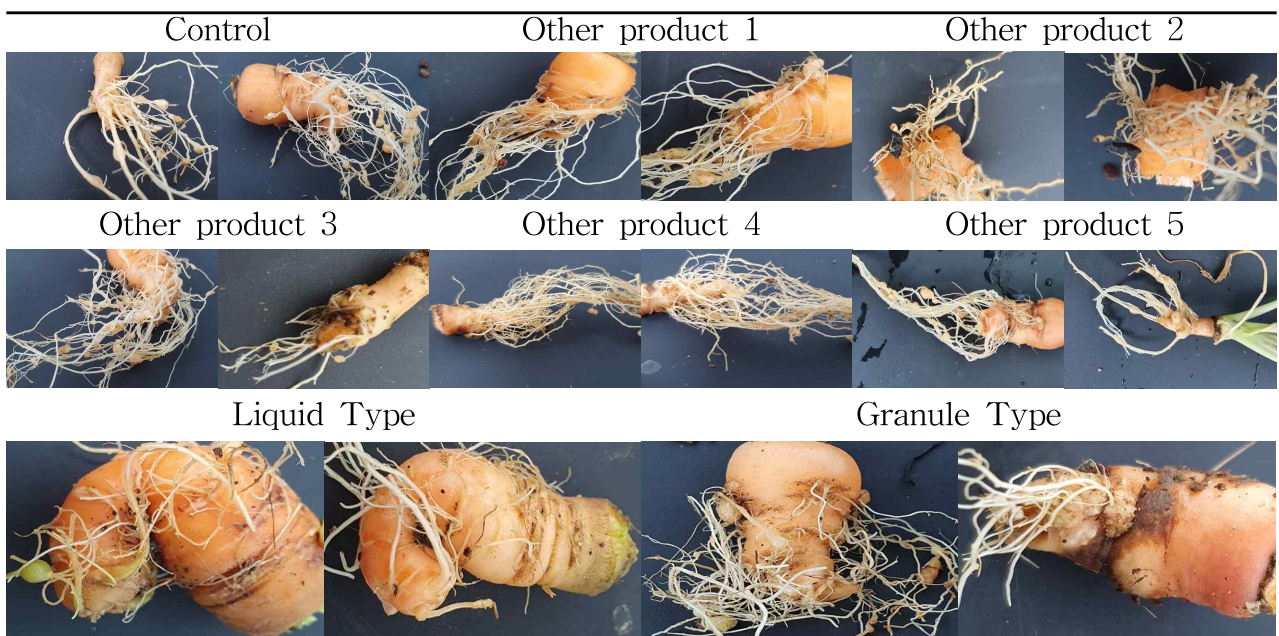 Control
Other product 1
Other product 2
Other product 3
Other product 4
Other product 5
Liquid Type
Granule Type